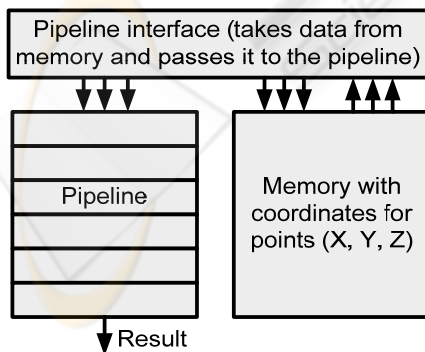 Pipeline interface (takes data from
memory and passes it to the pipeline)
Pipeline
Memory with
coordinates for
points (X, Y, Z)
Result